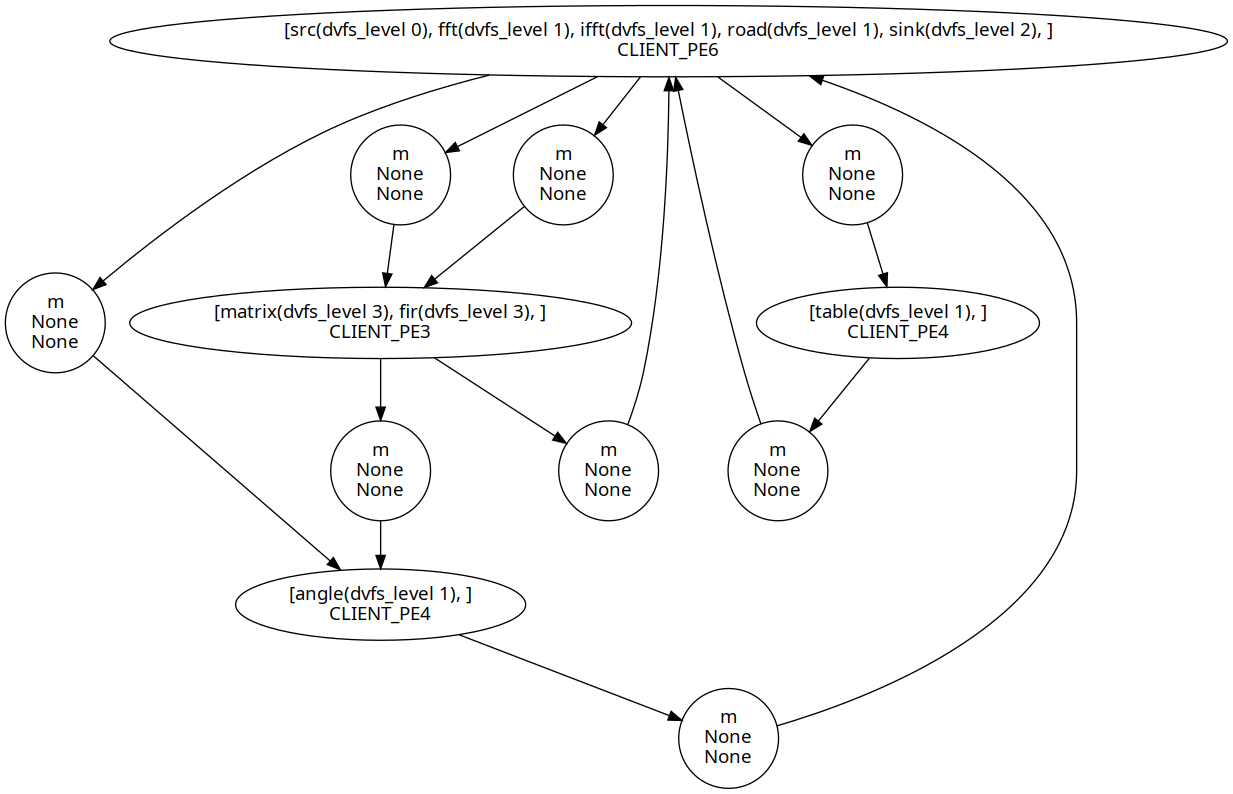 [src(dvfs_level 0), fft(dvfs_level 1), ifft(dvfs_level 1), road(dvfs_level 1), sink(dvfs_level 2), ]
CLIENT_PE6
m
None
None
m
None
None
m
None
None
m
None
None
[matrix(dvfs_level 3), fir(dvfs_level 3), ]
CLIENT_PE3
[table(dvfs_level 1), ]
CLIENT_PE4
m
None
None
m
None
None
m
None
None
[angle(dvfs_level 1), ]
CLIENT_PE4
m
None
None